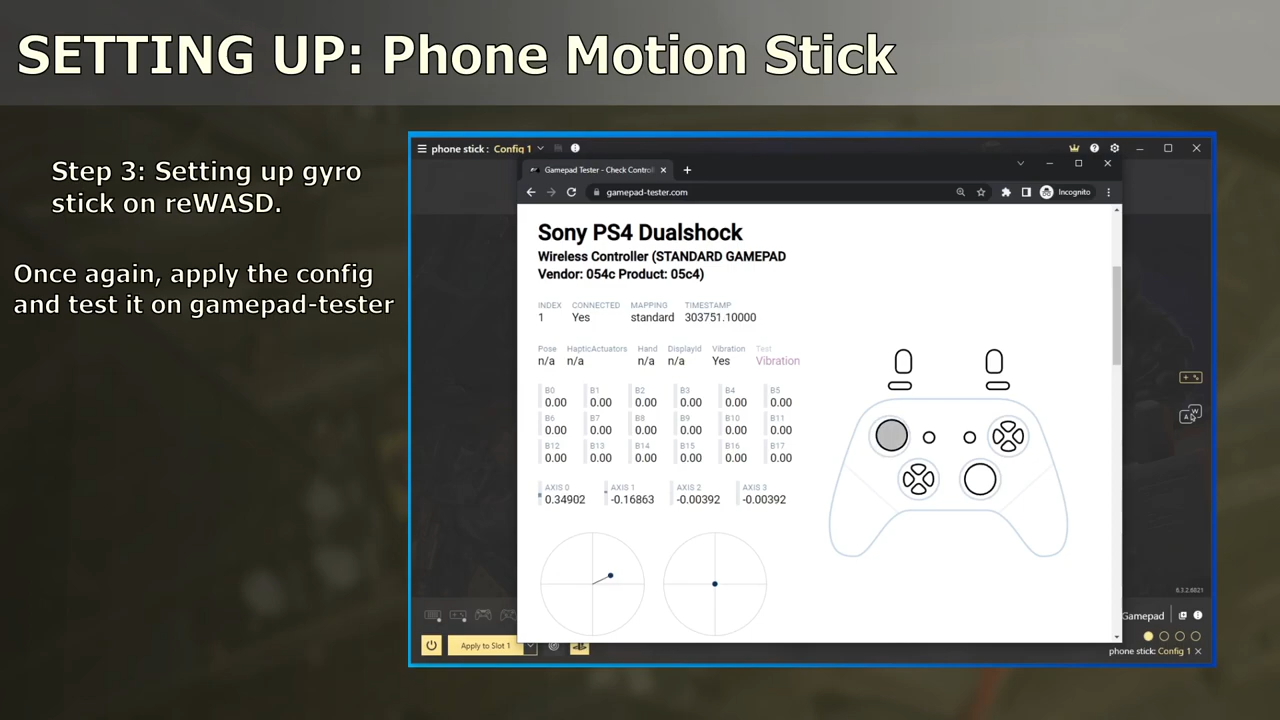 SETTING UP: Phone Motion Stick
Step 3: Setting up gyro
stick on reWASD.
Once again, apply the config
and test it on gamepad-tester
phone stick: Config 1
Gamepad Tester - Check Control
gamepad-tester.com
Incognito
Sony PS4 Dualshock
Wireless Controller (STANDARD GAMEPAD
Vendor: 054c Product: 05c4)
INDEX CONNECTED MAPPING TIMESTAMP
1 Yes standard 303751.10000
Pose HapticActuators Hand DisplayId Vibration Test
n/a n/a n/a n/a Yes Vibration
B0 B1 B2 B3 B4 B5
0.00 0.00 0.00 0.00 0.00 0.00
B6 B7 B8 B9 B10 B11
0.00 0.00 0.00 0.00 0.00 0.00
B12 B13 B14 B15 B16 B17
0.00 0.00 0.00 0.00 0.00 0.00
AXIS 0 AXIS 1 AXIS 2 AXIS 3
0.34902 -0.16863 -0.00392 -0.00392
A W
Gamepad
Apply to Slot 1
phone stick: Config 1